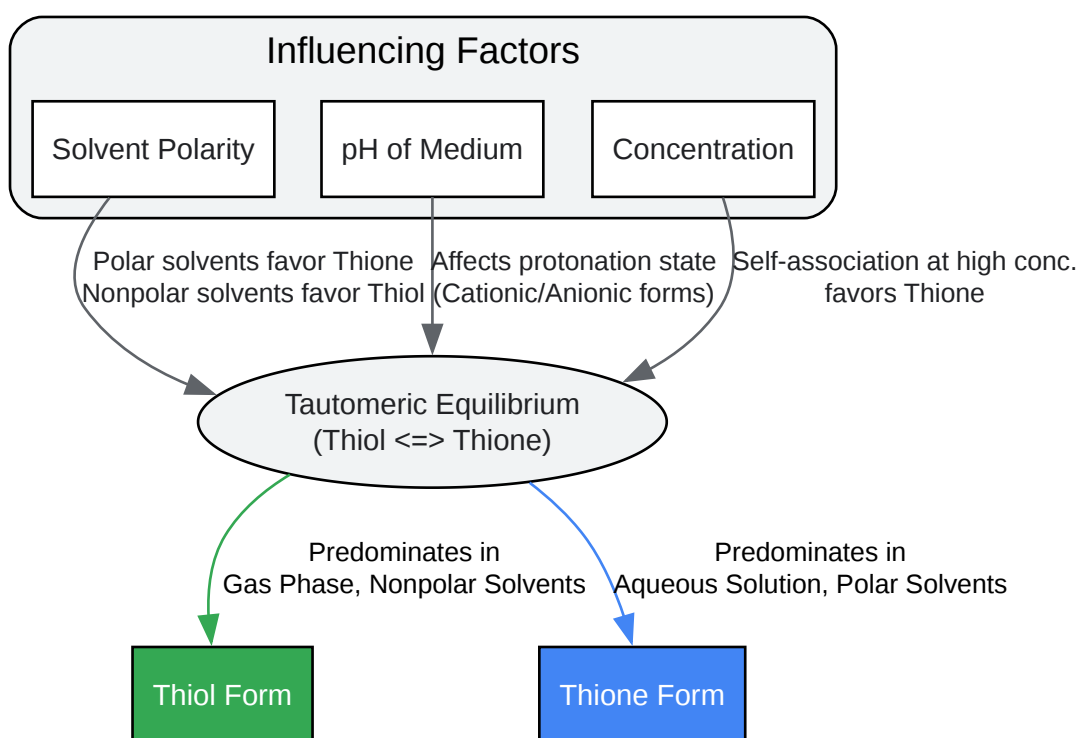 Influencing Factors
Solvent Polarity
pH of Medium
Concentration
Polar solvents favor Thione
Nonpolar solvents favor Thiol
Affects protonation state
(Cationic/Anionic forms)
Self-association at high conc.
favors Thione
Tautomeric Equilibrium
(Thiol <=> Thione)
Predominates in
Gas Phase, Nonpolar Solvents
Predominates in
Aqueous Solution, Polar Solvents
Thiol Form
Thione Form